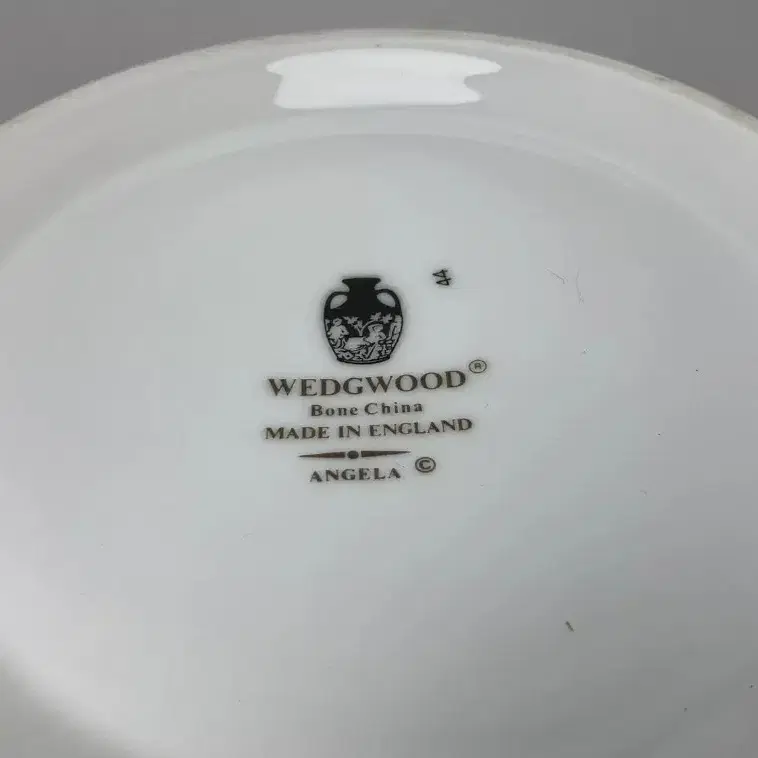 44
WEDGWOOD®
Bone China
MADE IN ENGLAND
ANGELA ©